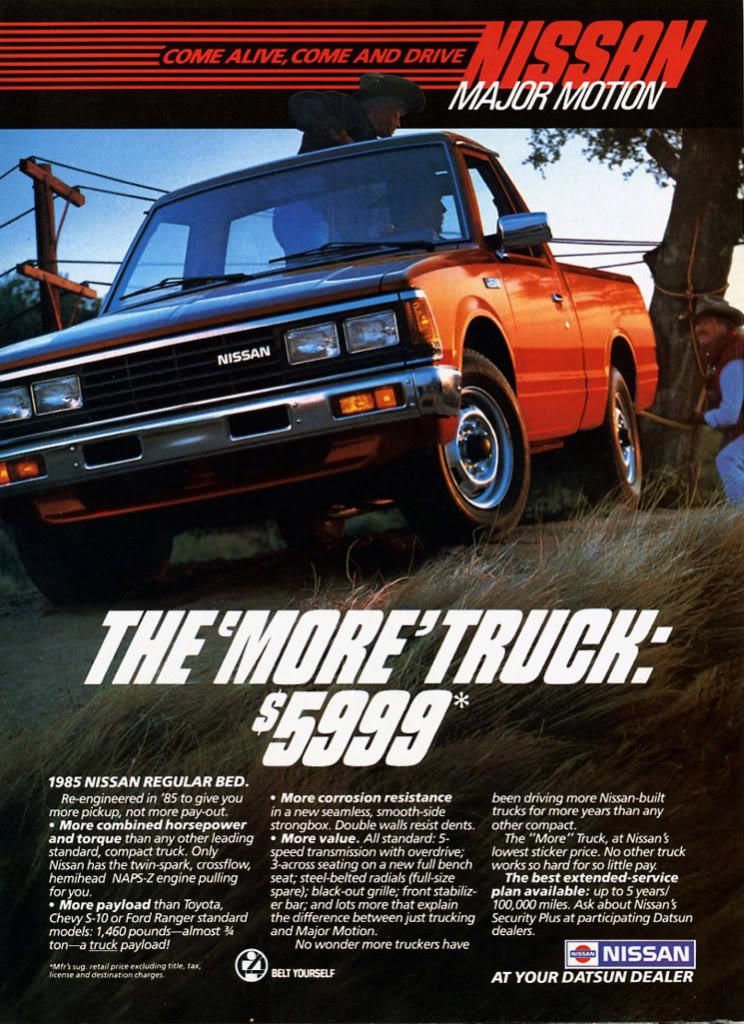 COME ALIVE, COME AND DRIVE
NISSAN
MAJOR MOTION
NISSAN
THE 'MORE' TRUCK:
$5999*
1985 NISSAN REGULAR BED.
Re-engineered in '85 to give you
more pickup, not more pay-out.
• More combined horsepower
and torque than any other leading
standard, compact truck. Only
Nissan has the twin-spark, crossflow,
hemihead NAPS-Z engine pulling
for you.
• More payload than Toyota,
Chevy S-10 or Ford Ranger standard
models: 1,460 pounds—almost ¾
ton—a truck payload!
*Mfr's sug. retail price excluding title, tax,
license and destination charges.
• More corrosion resistance
in a new seamless, smooth-side
strongbox. Double walls resist dents.
• More value. All standard: 5-
speed transmission with overdrive;
3-across seating on a new full bench
seat; steel-belted radials (full-size
spare); black-out grille; front stabiliz-
er bar; and lots more that explain
the difference between just trucking
and Major Motion.
No wonder more truckers have
BELT YOURSELF
been driving more Nissan-built
trucks for more years than any
other compact.
The "More" Truck, at Nissan's
lowest sticker price. No other truck
works so hard for so little pay.
The best extended-service
plan available: up to 5 years/
100,000 miles. Ask about Nissan's
Security Plus at participating Datsun
dealers.
NISSAN NISSAN
AT YOUR DATSUN DEALER